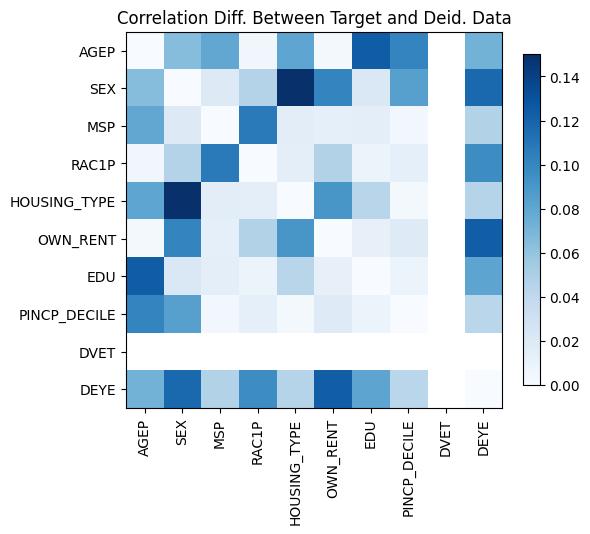 Correlation Diff. Between Target and Deid. Data
AGEP
SEX
MSP
RAC1P
HOUSING_TYPE
OWN_RENT
EDU
PINCP_DECILE
DVET
DEYE
AGEP
SEX
MSP
RAC1P
HOUSING_TYPE
OWN_RENT
EDU
PINCP_DECILE
DVET
DEYE
0.14
0.12
0.10
0.08
0.06
0.04
0.02
0.00